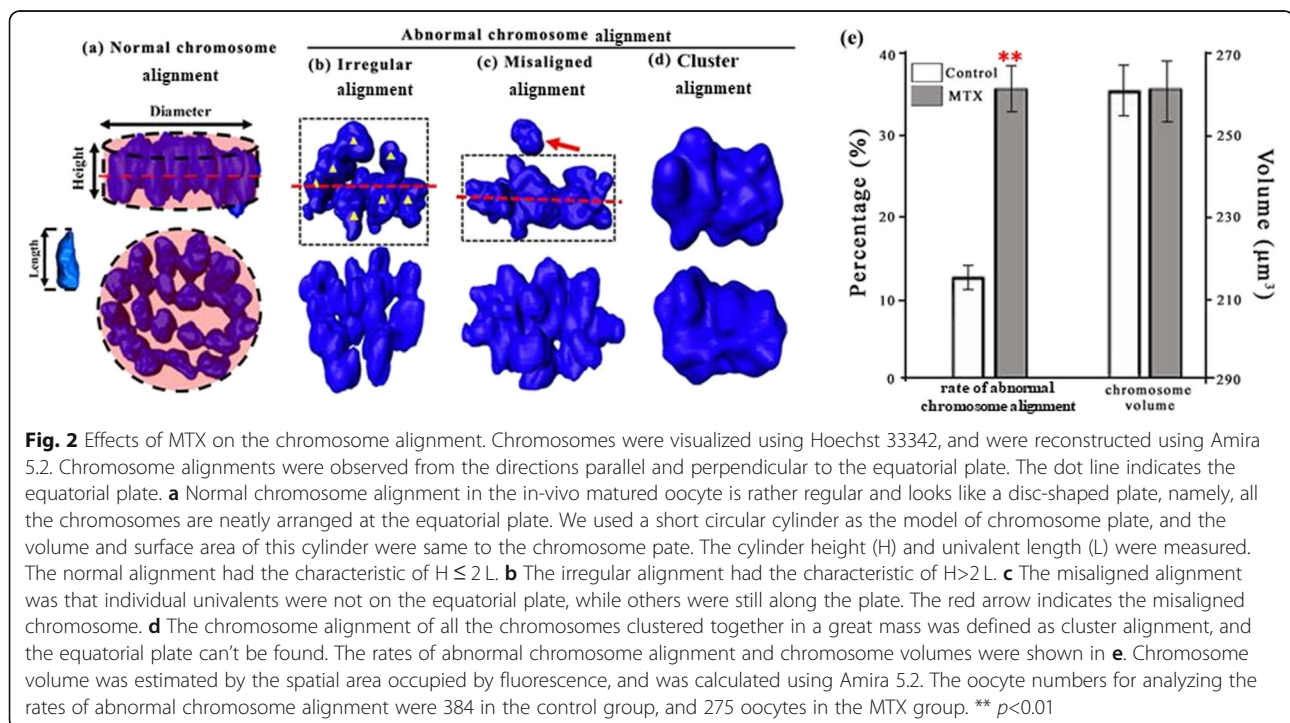 Abnormal chromosome alignment
(a) Normal chromosome
alignment
(b) Irregular
alignment
(c) Misaligned
alignment
(d) Cluster
alignment
Diameter
Height
Length
(e)
Control
MTX
**
Percentage (%)
40
30
20
10
0
270
250
230
210
290
Volume (μm³)
rate of abnormal
chromosome alignment
chromosome
volume
Fig. 2 Effects of MTX on the chromosome alignment. Chromosomes were visualized using Hoechst 33342, and were reconstructed using Amira
5.2. Chromosome alignments were observed from the directions parallel and perpendicular to the equatorial plate. The dot line indicates the
equatorial plate. a Normal chromosome alignment in the in-vivo matured oocyte is rather regular and looks like a disc-shaped plate, namely, all
the chromosomes are neatly arranged at the equatorial plate. We used a short circular cylinder as the model of chromosome plate, and the
volume and surface area of this cylinder were same to the chromosome pate. The cylinder height (H) and univalent length (L) were measured.
The normal alignment had the characteristic of H ≤ 2 L. b The irregular alignment had the characteristic of H>2 L. c The misaligned alignment
was that individual univalents were not on the equatorial plate, while others were still along the plate. The red arrow indicates the misaligned
chromosome. d The chromosome alignment of all the chromosomes clustered together in a great mass was defined as cluster alignment, and
the equatorial plate can't be found. The rates of abnormal chromosome alignment and chromosome volumes were shown in e. Chromosome
volume was estimated by the spatial area occupied by fluorescence, and was calculated using Amira 5.2. The oocyte numbers for analyzing the
rates of abnormal chromosome alignment were 384 in the control group, and 275 oocytes in the MTX group. ** p<0.01